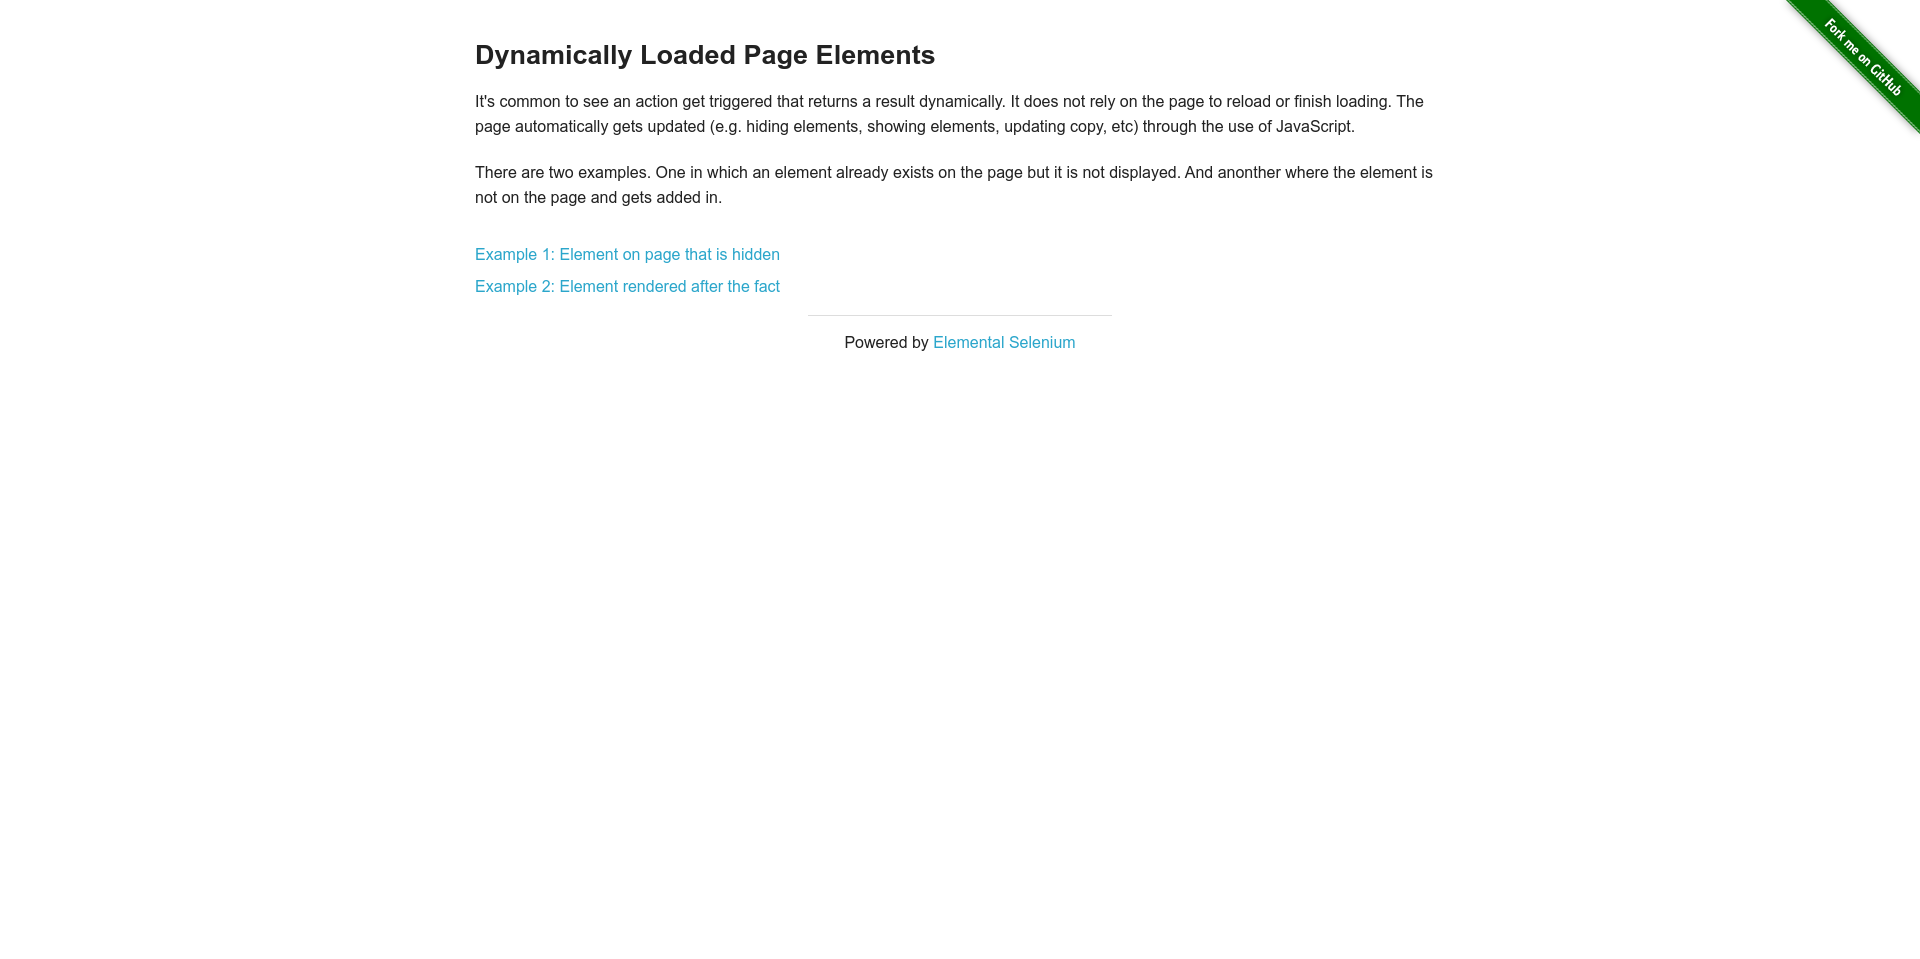 Fork me on GitHub
Dynamically Loaded Page Elements
It's common to see an action get triggered that returns a result dynamically. It does not rely on the page to reload or finish loading. The
page automatically gets updated (e.g. hiding elements, showing elements, updating copy, etc) through the use of JavaScript.
There are two examples. One in which an element already exists on the page but it is not displayed. And anonther where the element is
not on the page and gets added in.
Example 1: Element on page that is hidden
Example 2: Element rendered after the fact
Powered by Elemental Selenium